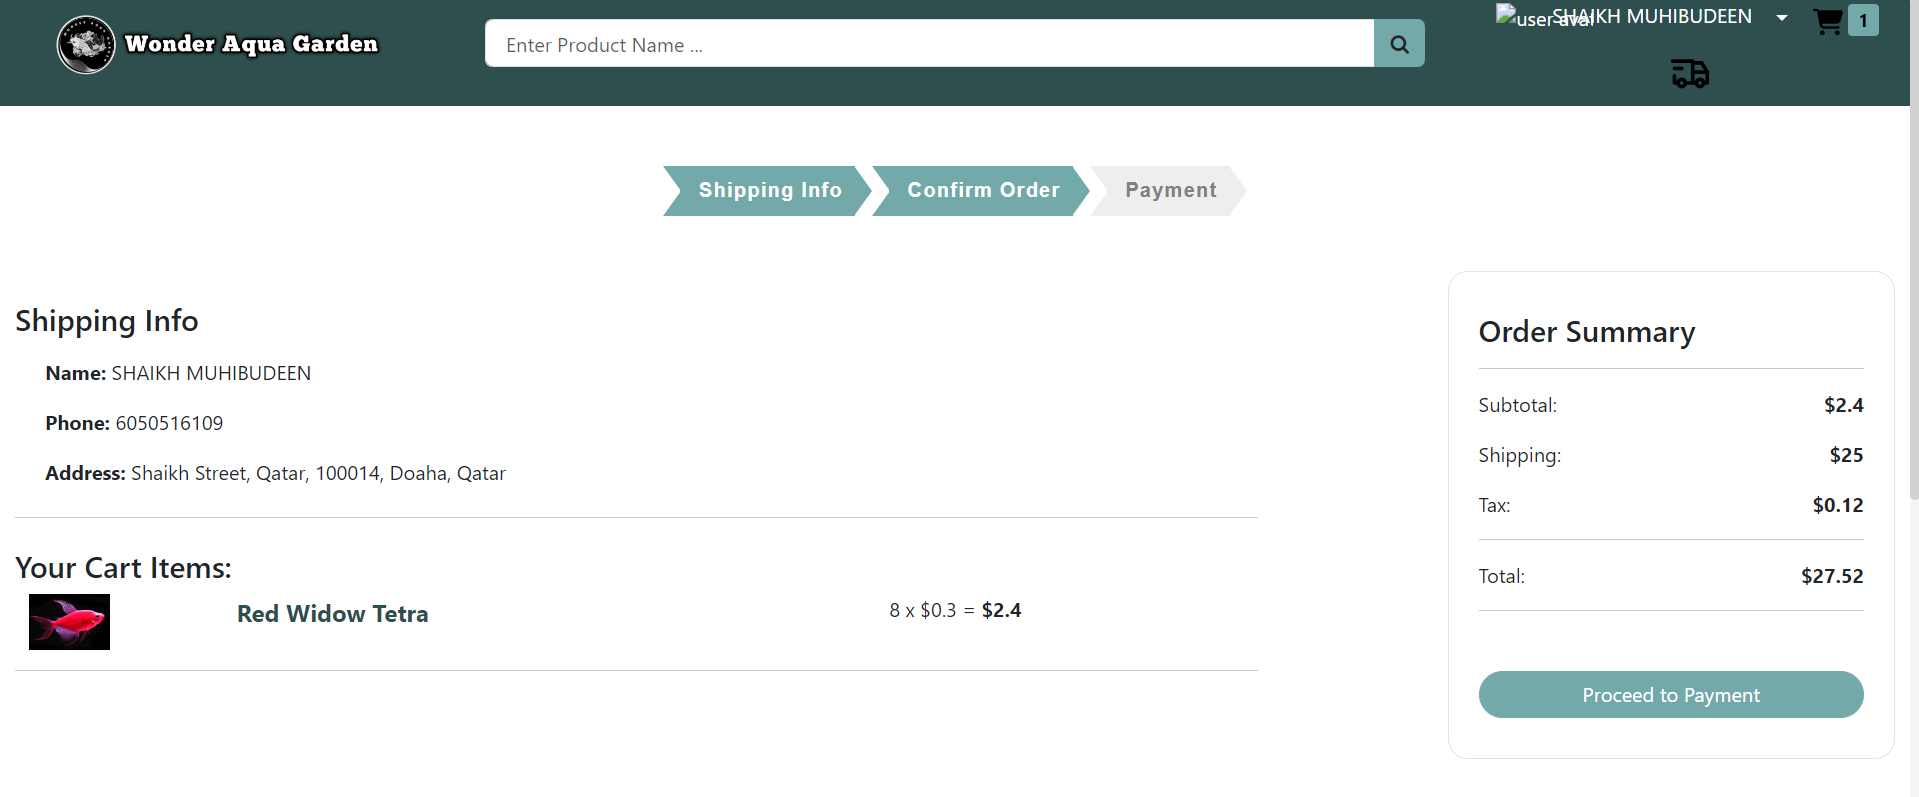 Wonder Aqua Garden
Enter Product Name ...
user avat
SHAIKH MUHIBUDEEN
1
Shipping Info
Confirm Order
Payment
Shipping Info
Name: SHAIKH MUHIBUDEEN
Phone: 6050516109
Address: Shaikh Street, Qatar, 100014, Doaha, Qatar
Your Cart Items:
Red Widow Tetra
8 x $0.3 = $2.4
Order Summary
Subtotal: $2.4
Shipping: $25
Tax: $0.12
Total: $27.52
Proceed to Payment